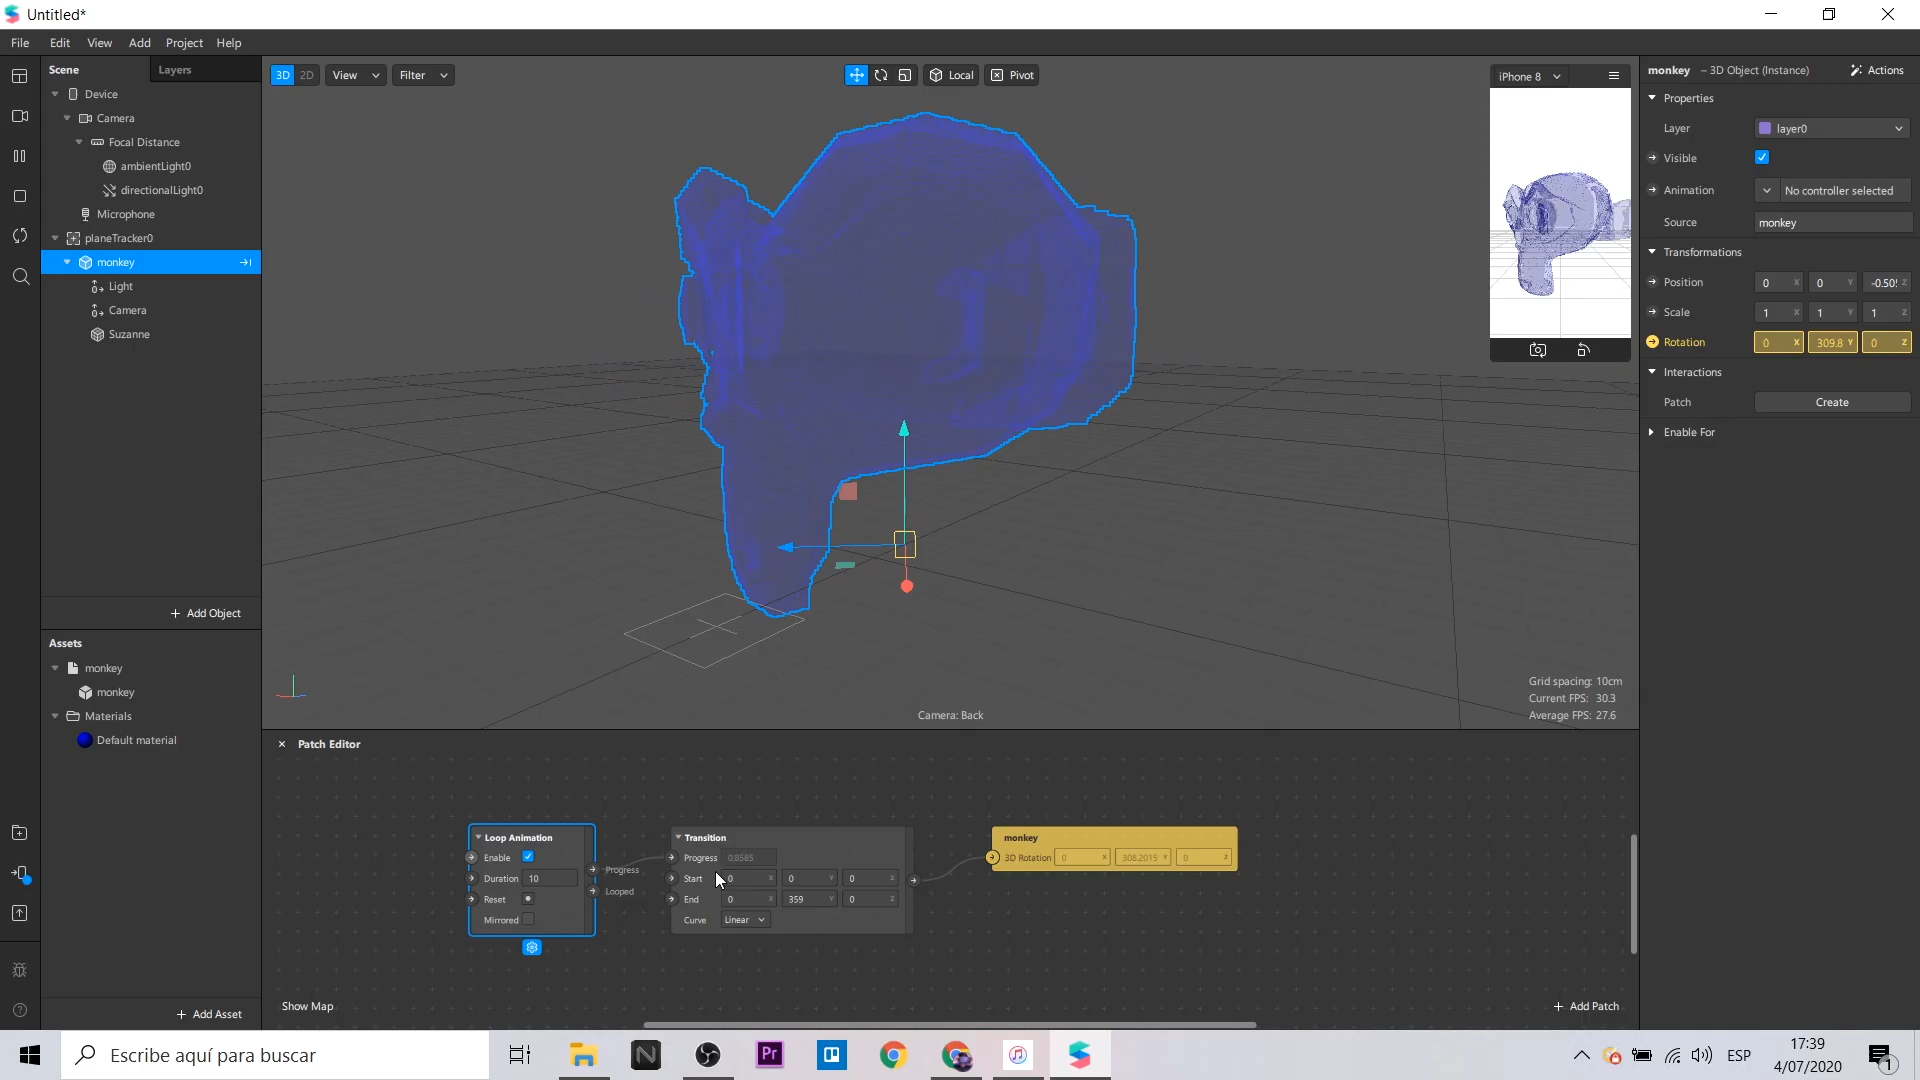 Untitled*
File Edit View Add Project Help
Scene Layers
Device
Camera
Focal Distance
ambientLight0
directionalLight0
Microphone
planeTracker0
monkey
Light
Camera
Suzanne
+ Add Object
Assets
monkey
monkey
Materials
Default material
+ Add Asset
3D 2D View Filter Local Pivot
iPhone 8
Grid spacing: 10cm
Current FPS: 30.3
Average FPS: 27.6
Camera: Back
× Patch Editor
Loop Animation
Enable
Duration 10
Reset
Mirrored
Progress
Looped
Transition
Progress 0.8585
Start 0 X 0 Y 0 Z
End 0 X 359 Y 0 Z
Curve Linear
monkey
3D Rotation 0 X 308.2015 Y 0 Z
Show Map
+ Add Patch
monkey – 3D Object (Instance) Actions
Properties
Layer layer0
Visible
Animation No controller selected
Source monkey
Transformations
Position 0 X 0 Y -0.50 Z
Scale 1 X 1 Y 1 Z
Rotation 0 X 309.8 Y 0 Z
Interactions
Patch Create
Enable For
Escribe aquí para buscar
N
Pr
ESP
17:39
4/07/2020
1